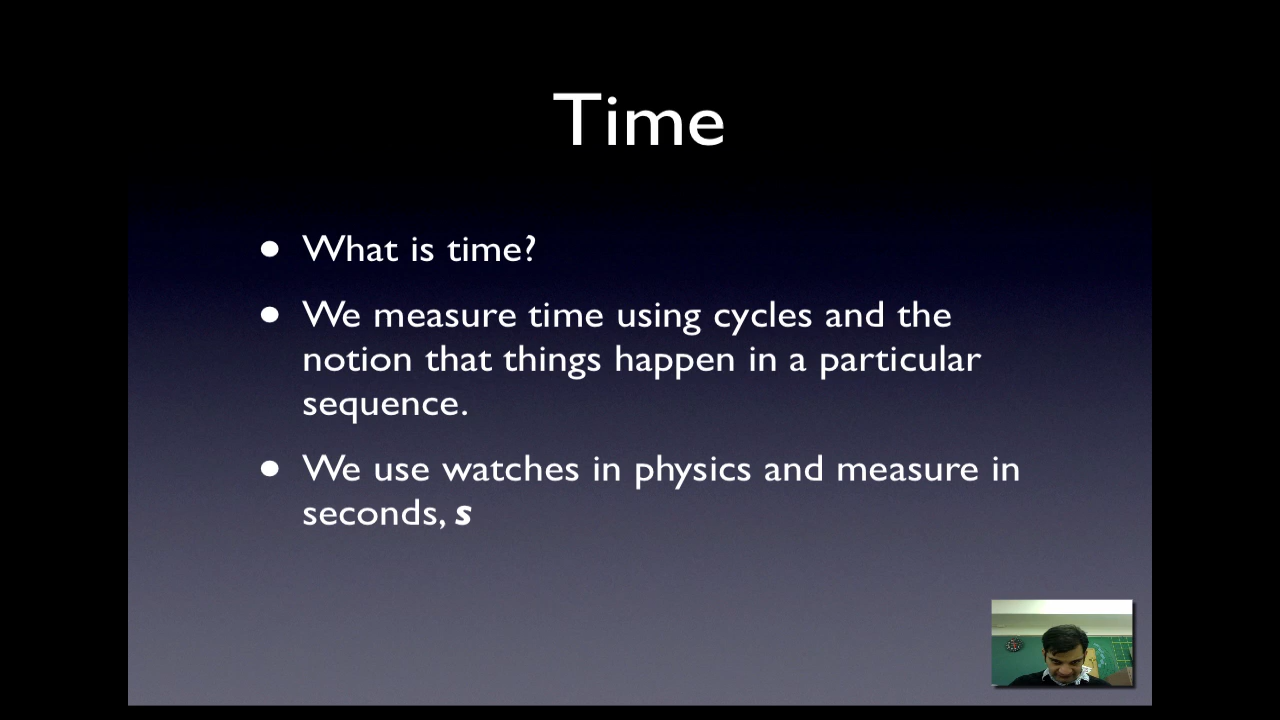 Time
• What is time?
• We measure time using cycles and the
notion that things happen in a particular
sequence.
• We use watches in physics and measure in
seconds, s